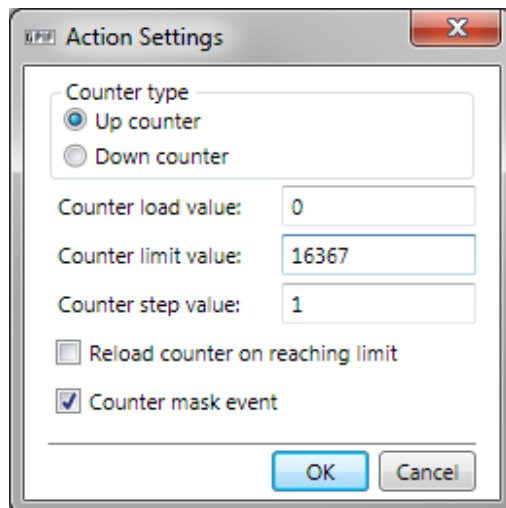 GPIF Action Settings
Counter type
Up counter
Down counter
Counter load value: 0
Counter limit value: 16367
Counter step value: 1
Reload counter on reaching limit
Counter mask event
OK Cancel